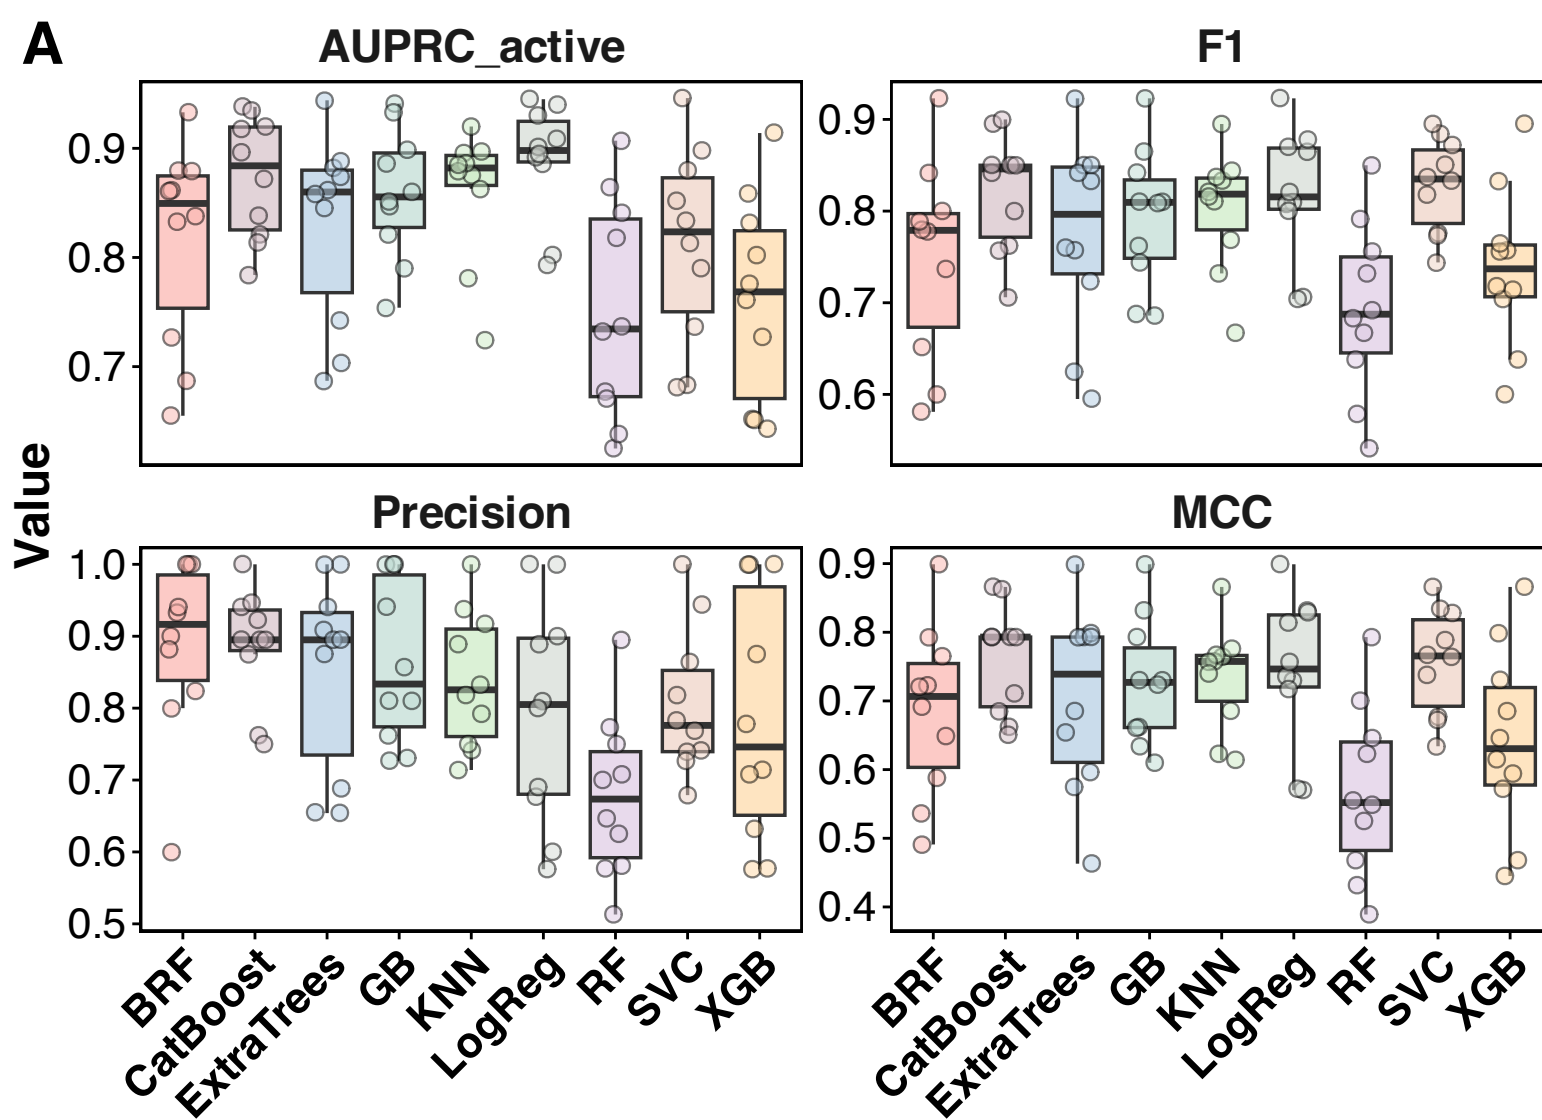 A
AUPRC_active
F1
0.9
0.8
0.7
0.9
0.8
0.7
0.6
Value
Precision
MCC
1.0
0.9
0.8
0.7
0.6
0.5
0.9
0.8
0.7
0.6
0.5
0.4
BRF
CatBoost
ExtraTrees
GB
KNN
LogReg
RF
SVC
XGB
BRF
CatBoost
ExtraTrees
GB
KNN
LogReg
RF
SVC
XGB